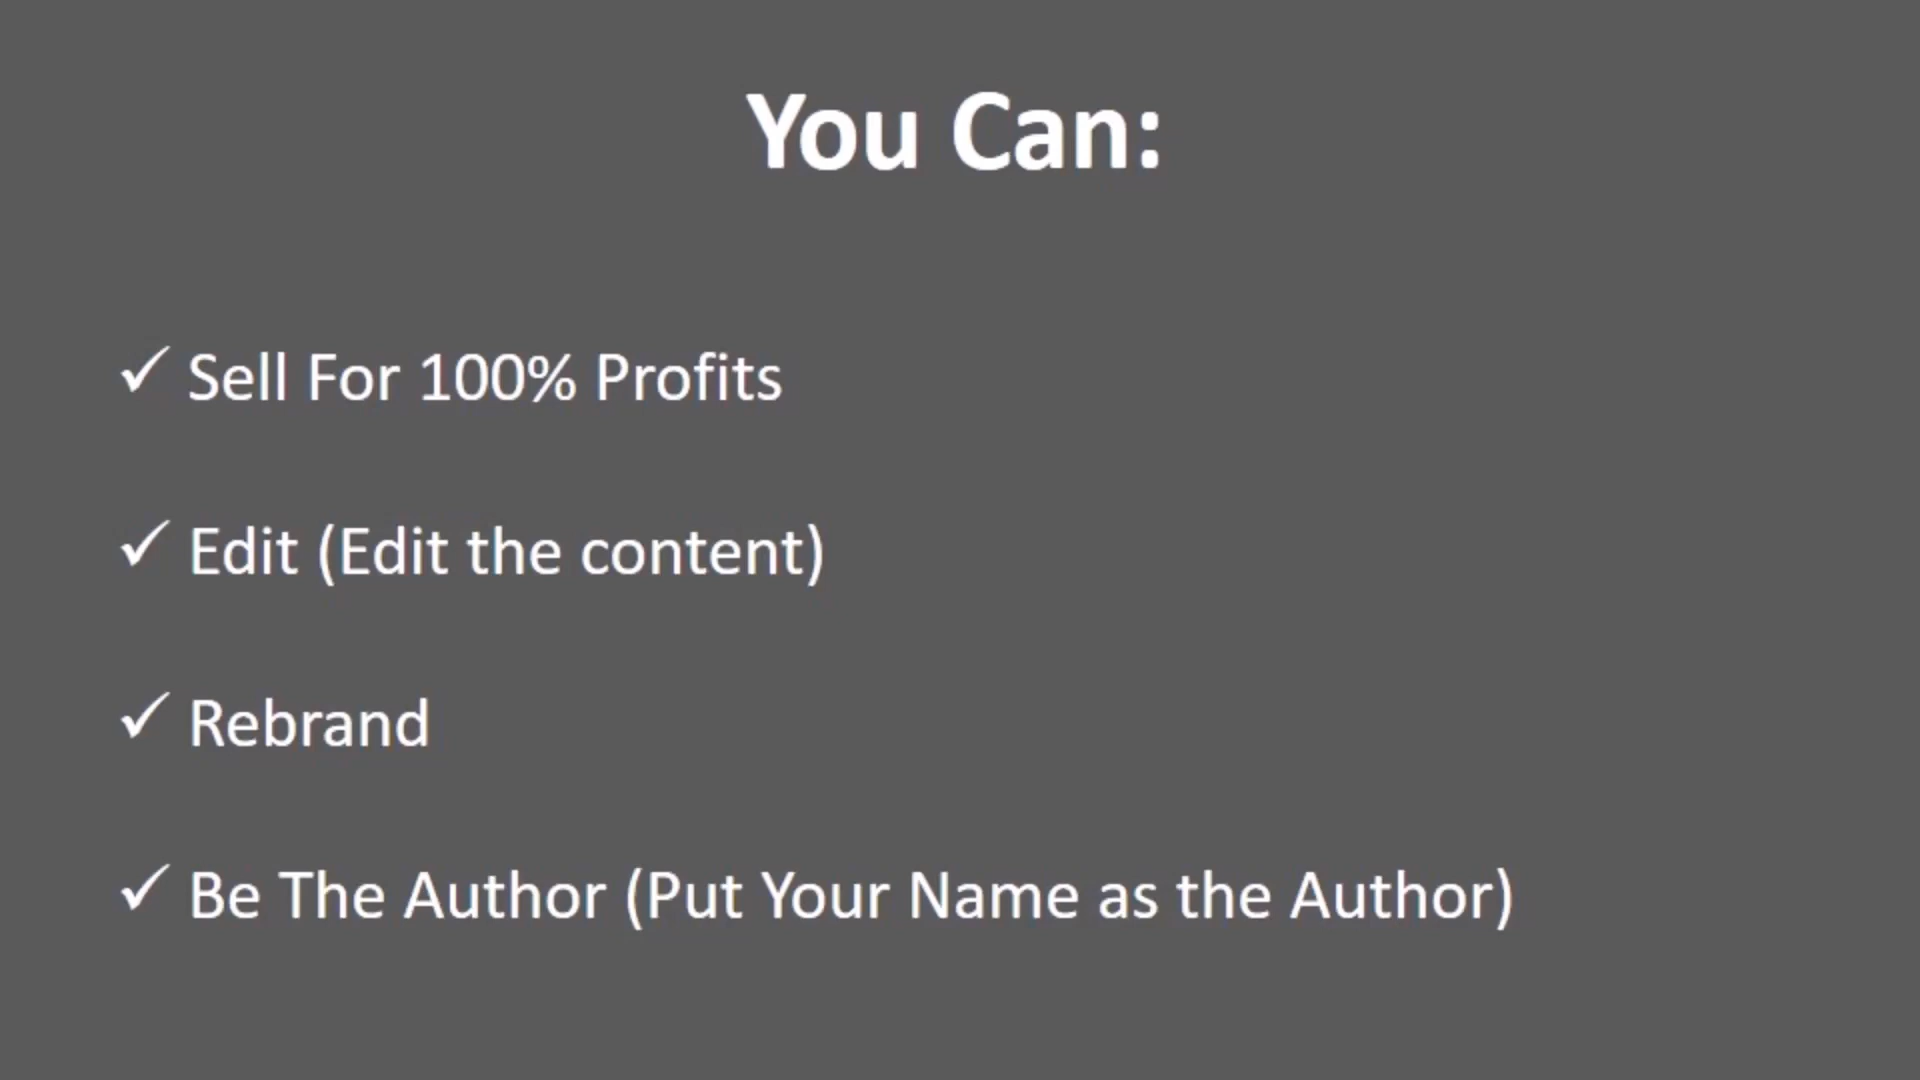 You Can:
✓ Sell For 100% Profits
✓ Edit (Edit the content)
✓ Rebrand
✓ Be The Author (Put Your Name as the Author)